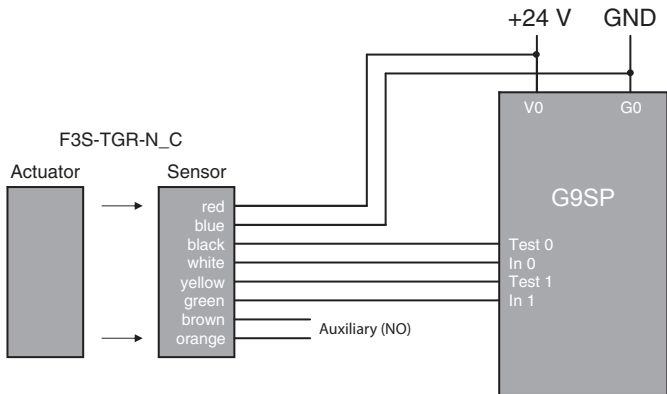 +24 V GND
V0 G0
F3S-TGR-N_C
Actuator Sensor
G9SP
red
blue
black
white
yellow
green
brown
orange
Test 0
In 0
Test 1
In 1
Auxiliary (NO)